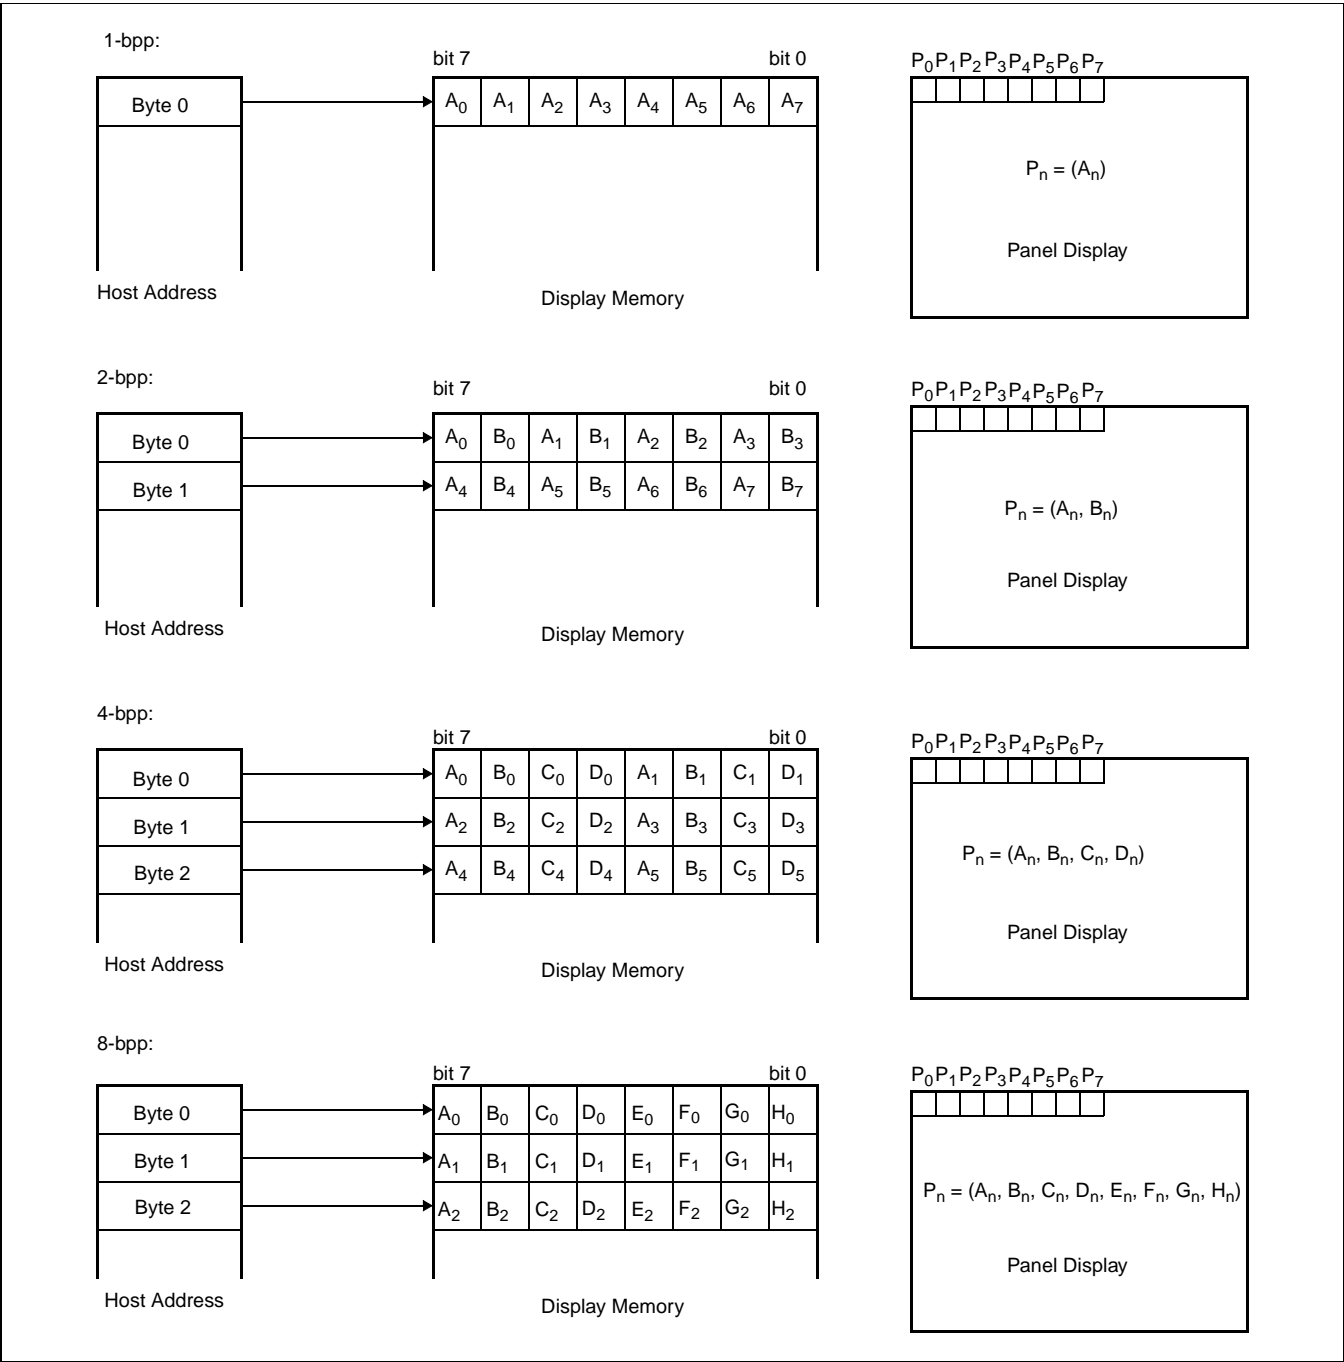 1-bpp:
bit 7 bit 0
P0P1P2P3P4P5P6P7
Byte 0 A0 A1 A2 A3 A4 A5 A6 A7
Pn = (An)
Panel Display
Host Address
Display Memory
2-bpp:
bit 7 bit 0
P0P1P2P3P4P5P6P7
Byte 0 A0 B0 A1 B1 A2 B2 A3 B3
Byte 1 A4 B4 A5 B5 A6 B6 A7 B7
Pn = (An, Bn)
Panel Display
Host Address
Display Memory
4-bpp:
bit 7 bit 0
P0P1P2P3P4P5P6P7
Byte 0 A0 B0 C0 D0 A1 B1 C1 D1
Byte 1 A2 B2 C2 D2 A3 B3 C3 D3
Pn = (An, Bn, Cn, Dn)
Byte 2 A4 B4 C4 D4 A5 B5 C5 D5
Panel Display
Host Address
Display Memory
8-bpp:
bit 7 bit 0
P0P1P2P3P4P5P6P7
Byte 0 A0 B0 C0 D0 E0 F0 G0 H0
Byte 1 A1 B1 C1 D1 E1 F1 G1 H1
Pn = (An, Bn, Cn, Dn, En, Fn, Gn, Hn)
Byte 2 A2 B2 C2 D2 E2 F2 G2 H2
Panel Display
Host Address
Display Memory